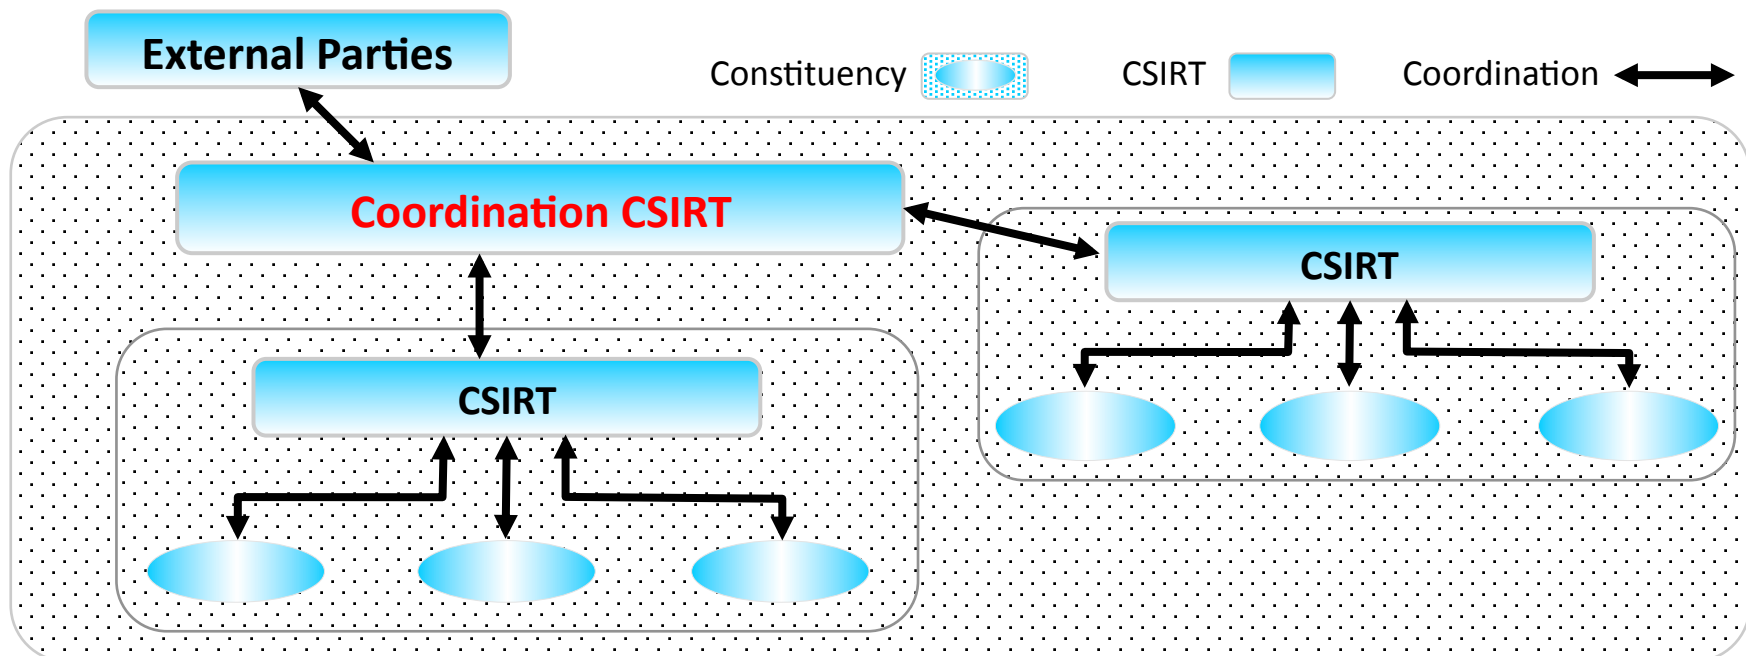 External Parties
Constituency
CSIRT
Coordination
Coordination CSIRT
CSIRT
CSIRT